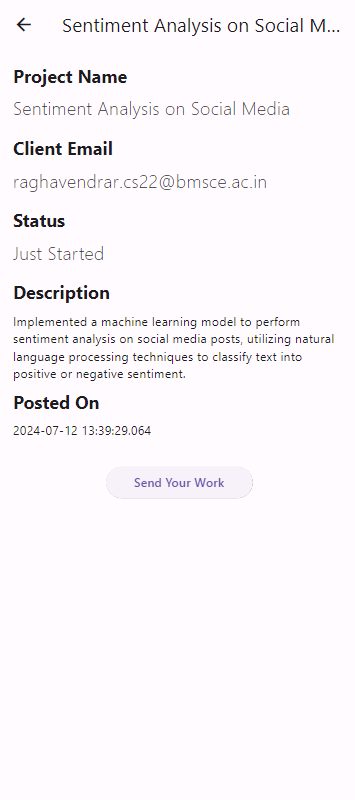 Sentiment Analysis on Social M...
Project Name
Sentiment Analysis on Social Media
Client Email
raghavendrar.cs22@bmsce.ac.in
Status
Just Started
Description
Implemented a machine learning model to perform
sentiment analysis on social media posts, utilizing natural
language processing techniques to classify text into
positive or negative sentiment.
Posted On
2024-07-12 13:39:29.064
Send Your Work